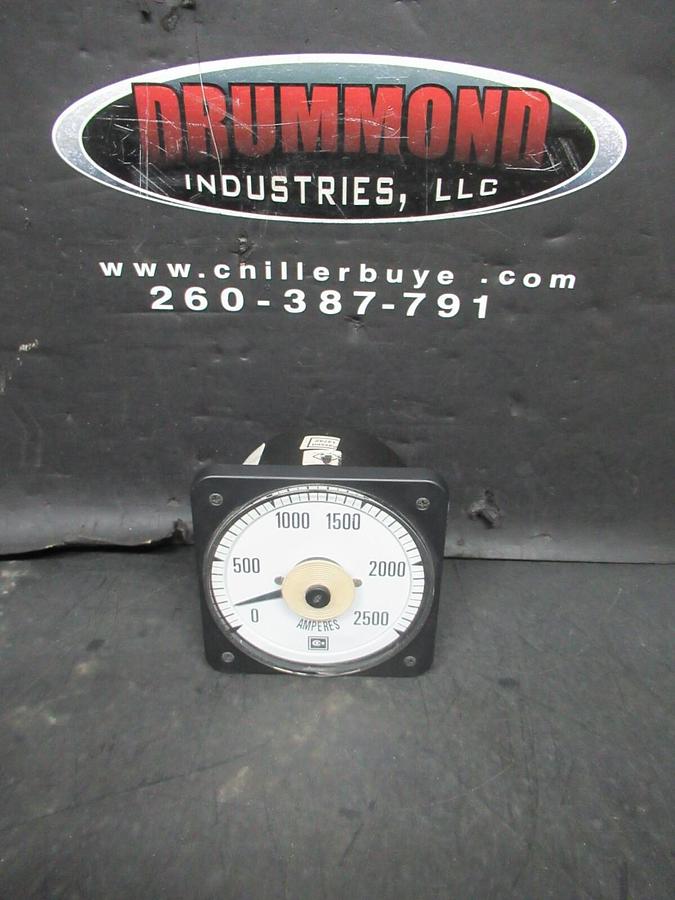 DRUMMOND
INDUSTRIES, LLC
www.chillerbuye .com
260-387-791
1000 1500
500 2000
0 2500
AMPERES